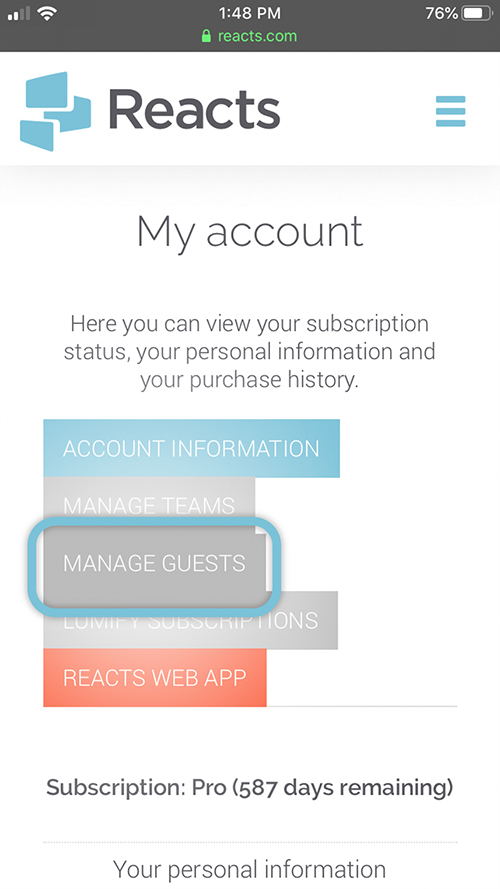 1:48 PM
76%
reacts.com
Reacts
My account
Here you can view your subscription
status, your personal information and
your purchase history.
ACCOUNT INFORMATION
MANAGE TEAMS
MANAGE GUESTS
LUMIFY SUBSCRIPTIONS
REACTS WEB APP
Subscription: Pro (587 days remaining)
Your personal information